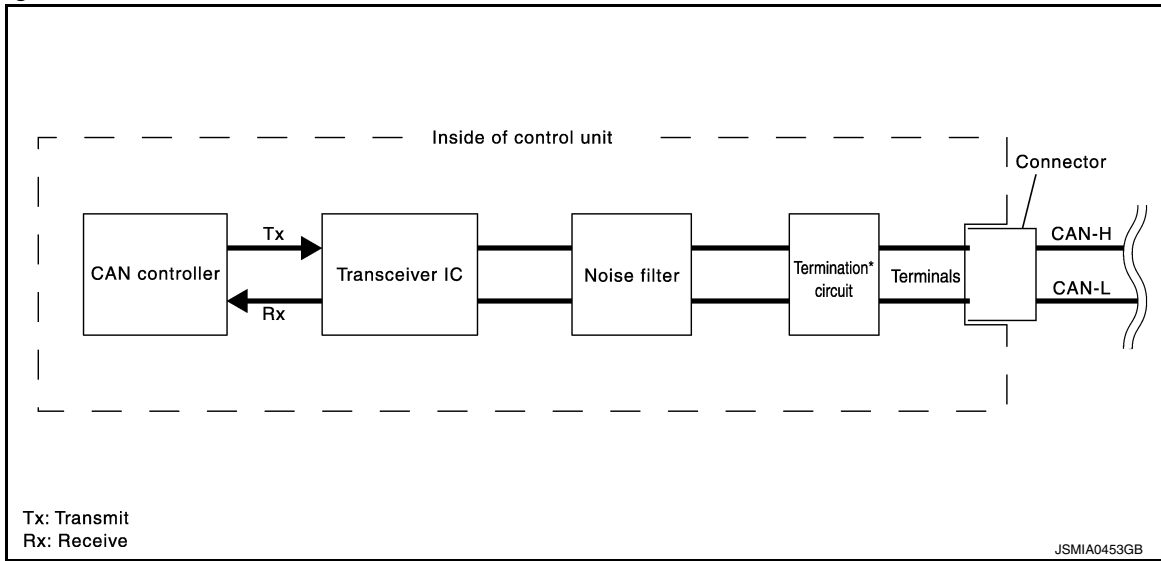 Inside of control unit
Connector
CAN controller
Tx
Rx
Transceiver IC
Noise filter
Termination*
circuit
Terminals
CAN-H
CAN-L
Tx: Transmit
Rx: Receive
JSMIA0453GB